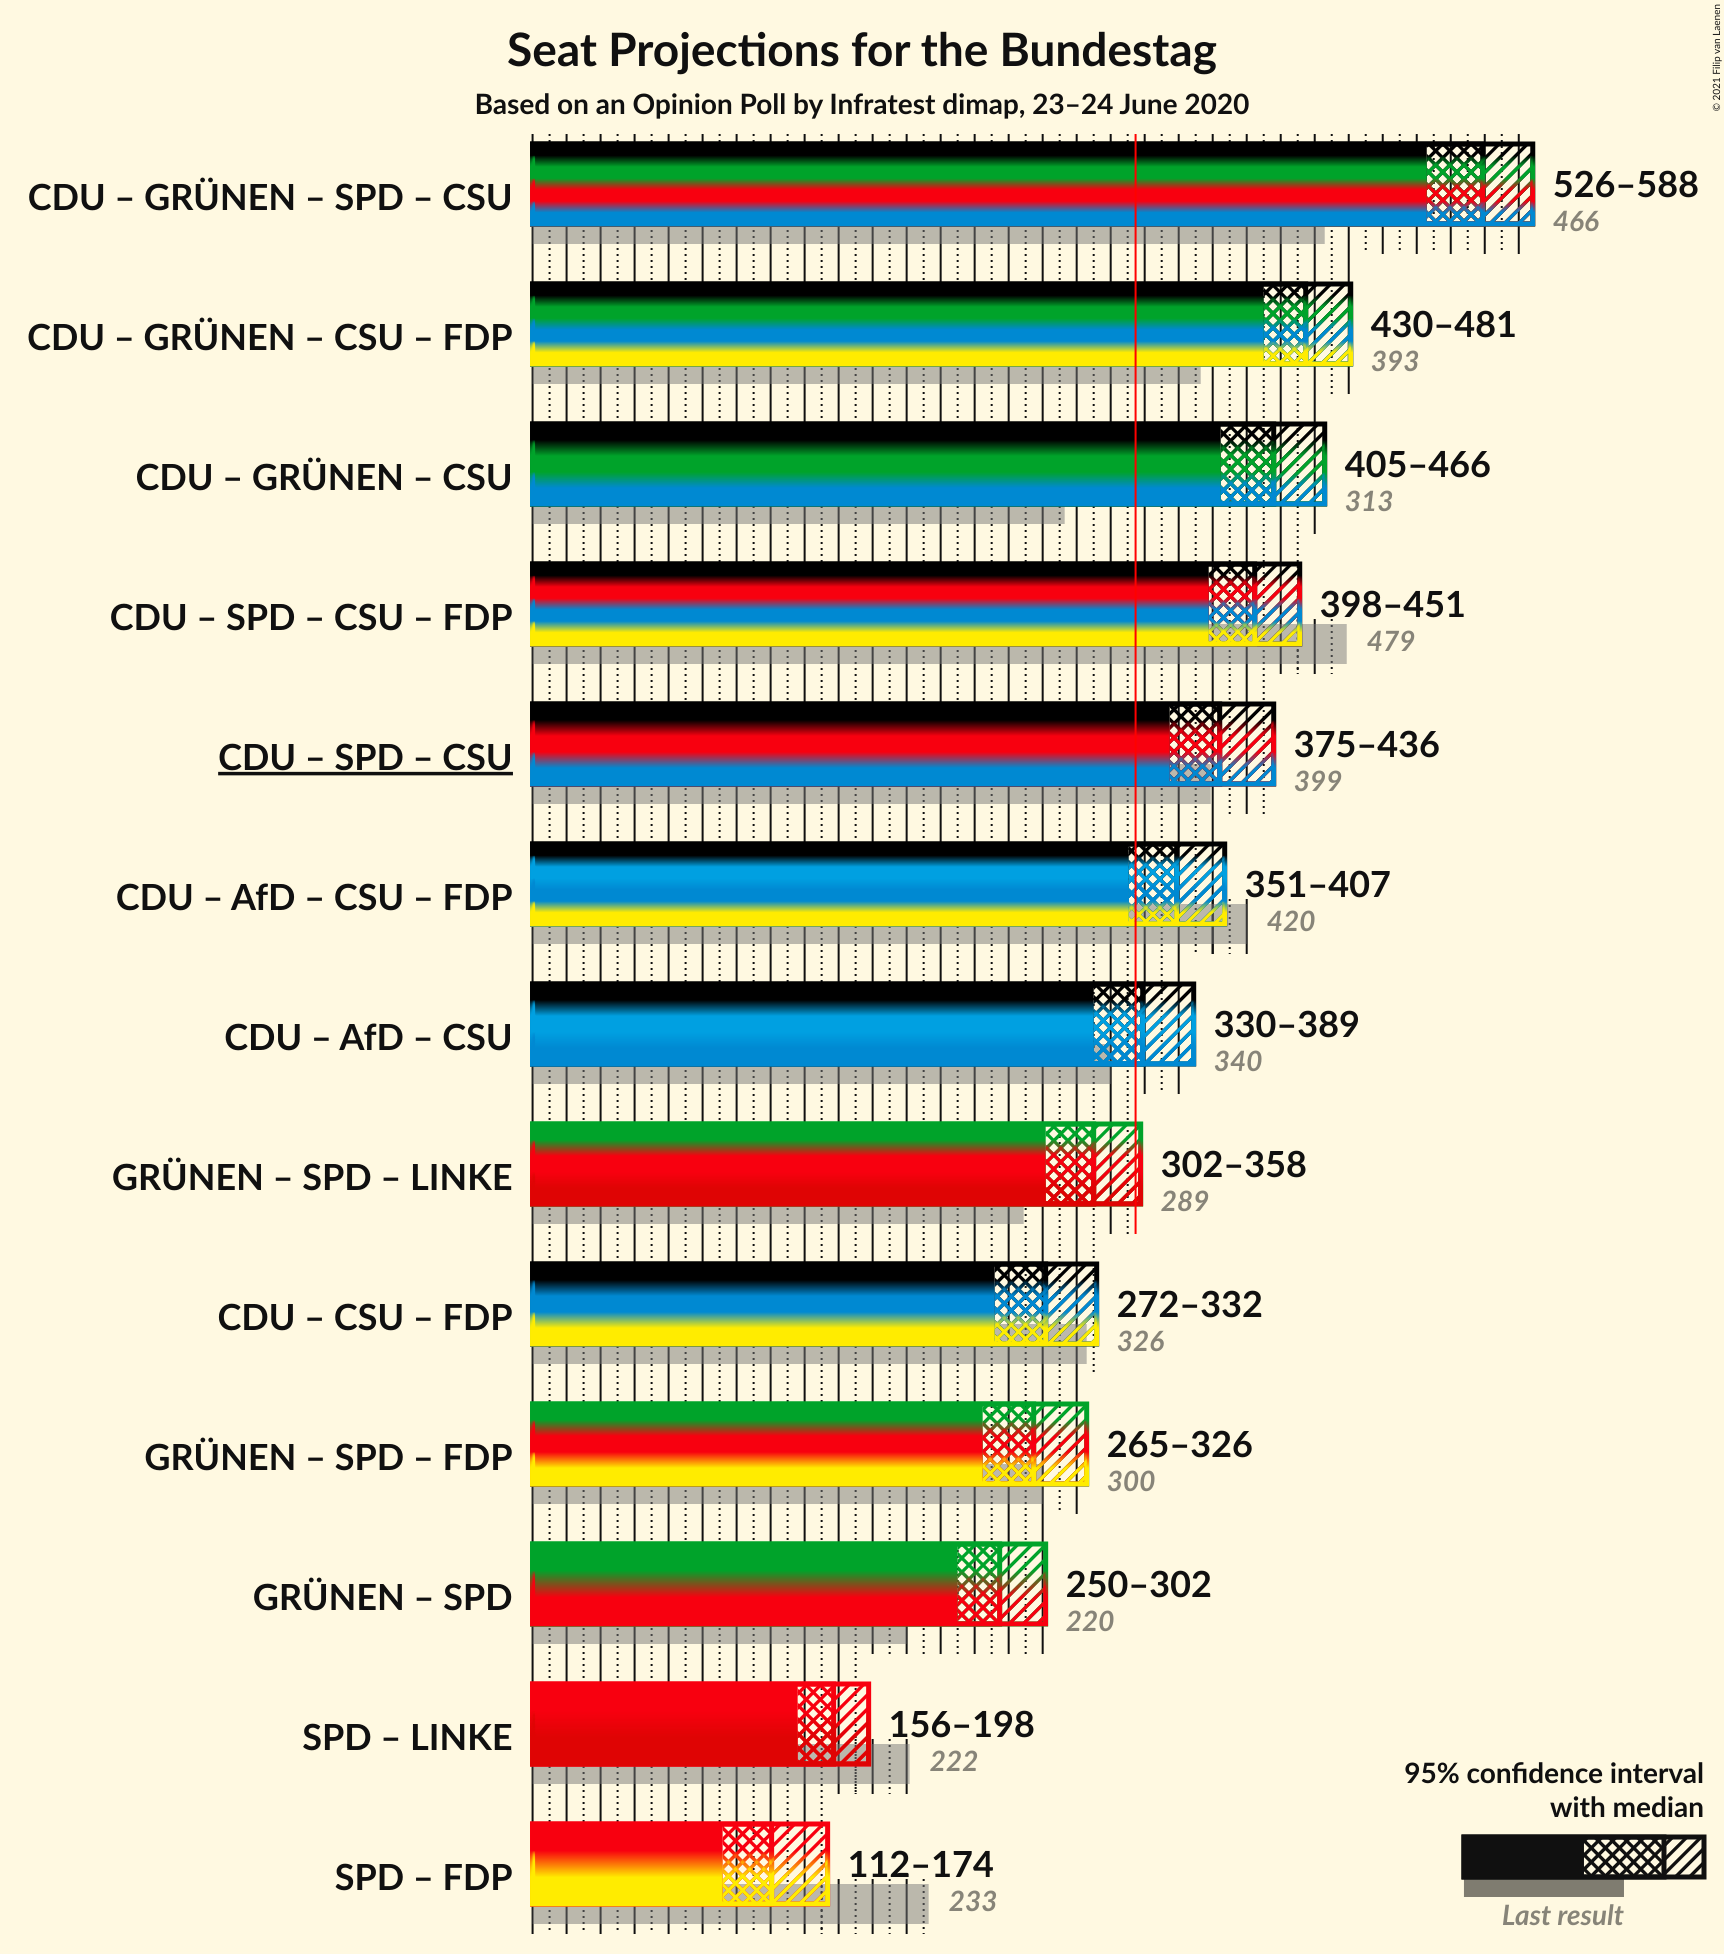 Seat Projections for the Bundestag
Based on an Opinion Poll by Infratest dimap, 23–24 June 2020
© 2021 Filip van Laenen
CDU – GRÜNEN – SPD – CSU
526–588
466
CDU – GRÜNEN – CSU – FDP
430–481
393
CDU – GRÜNEN – CSU
405–466
313
CDU – SPD – CSU – FDP
398–451
479
CDU – SPD – CSU
375–436
399
CDU – AfD – CSU – FDP
351–407
420
CDU – AfD – CSU
330–389
340
GRÜNEN – SPD – LINKE
302–358
289
CDU – CSU – FDP
272–332
326
GRÜNEN – SPD – FDP
265–326
300
GRÜNEN – SPD
250–302
220
SPD – LINKE
156–198
222
SPD – FDP
112–174
233
95% confidence interval
with median
Last result